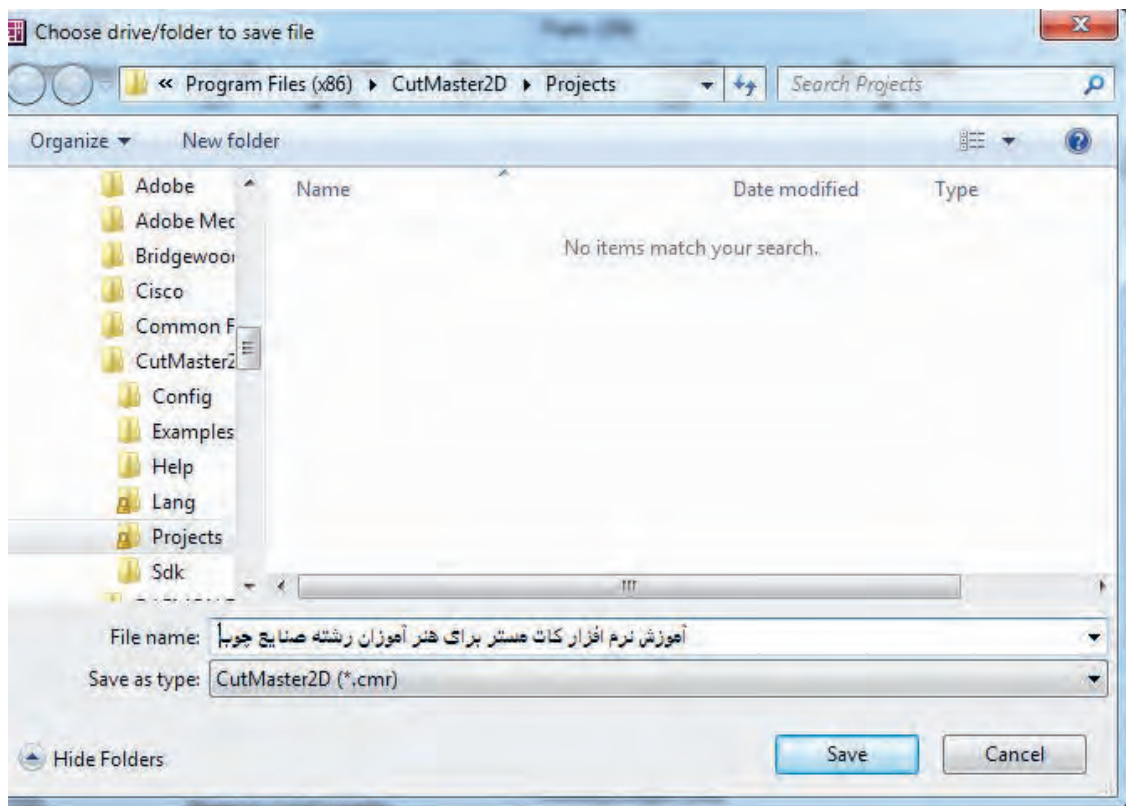 Choose drive/folder to save file
« Program Files (x86) CutMaster2D Projects Search Projects
Organize New folder
Name Date modified Type
No items match your search.
Adobe
Adobe Med
Bridgewoo
Cisco
Common F
CutMaster2
Config
Examples
Help
Lang
Projects
Sdk
File name: آموزش نرم افزار کات مستر برای هنر آموزان رشته صنایع چوب
Save as type: CutMaster2D (*.cmr)
Hide Folders Save Cancel